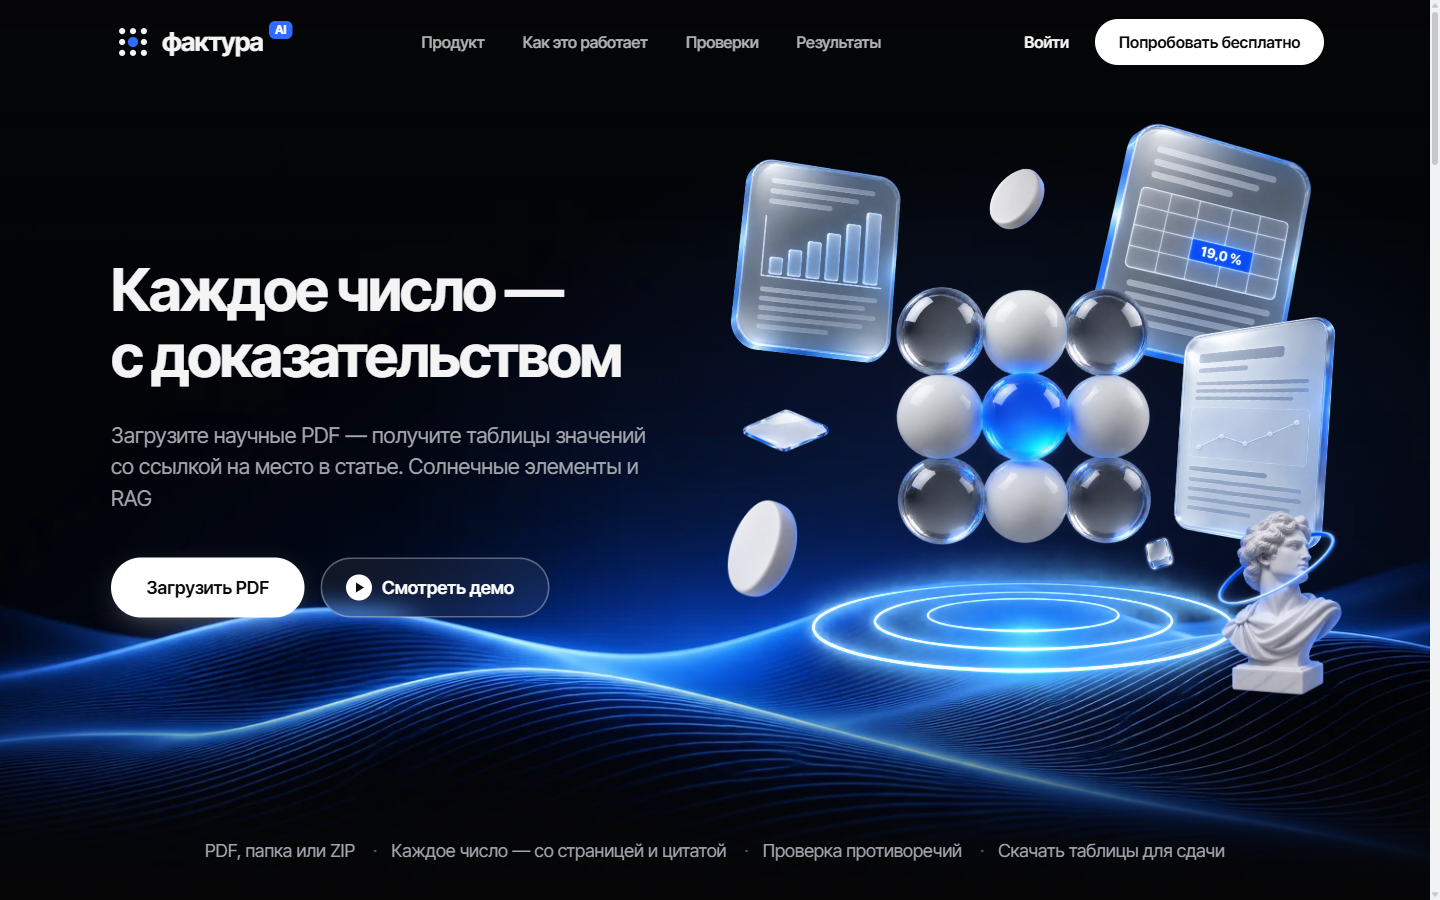 фактура AI
Продукт
Как это работает
Проверки
Результаты
Войти
Попробовать бесплатно
19,0 %
Каждое число —
с доказательством
Загрузите научные PDF — получите таблицы значений
со ссылкой на место в статье. Солнечные элементы и
RAG
Загрузить PDF
Смотреть демо
PDF, папка или ZIP · Каждое число — со страницей и цитатой · Проверка противоречий · Скачать таблицы для сдачи